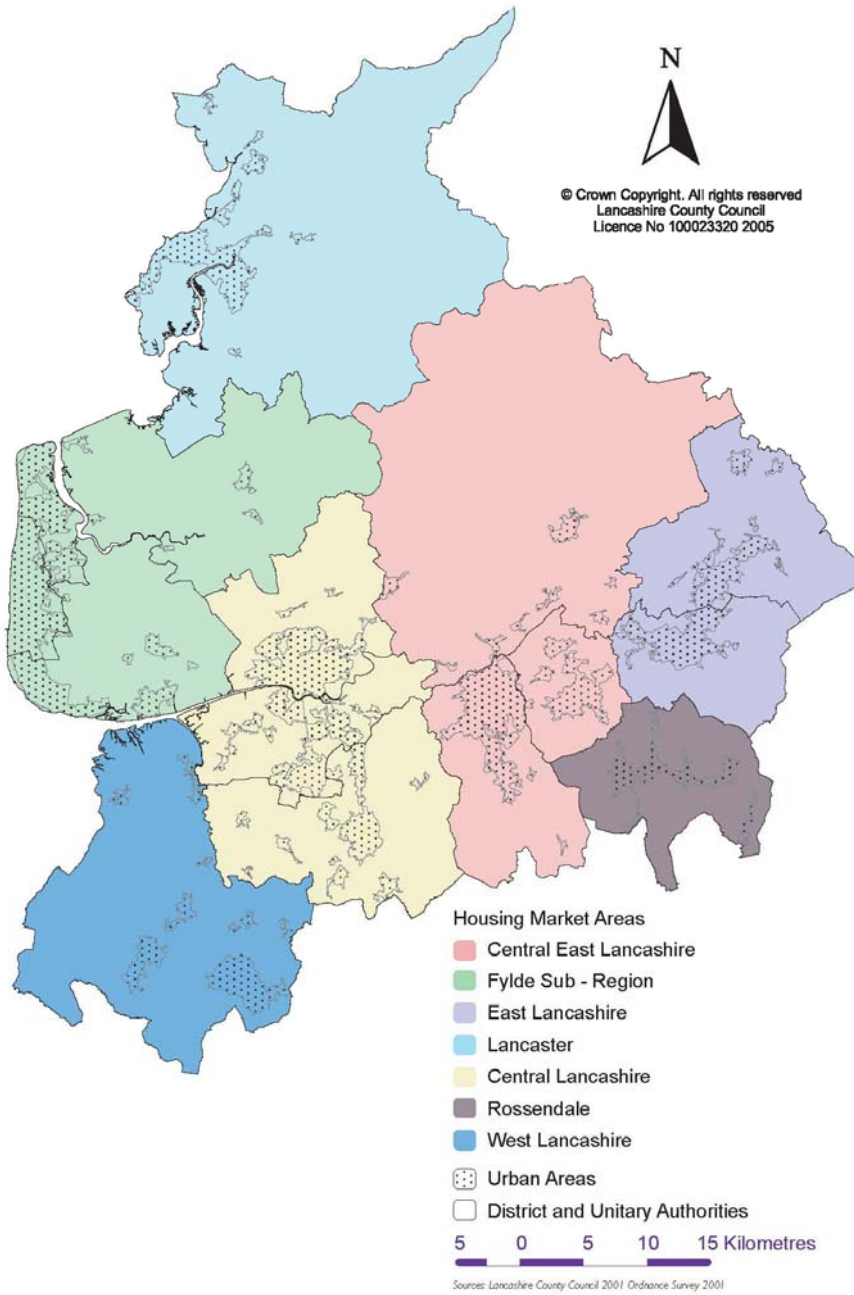 N
© Crown Copyright. All rights reserved
Lancashire County Council
Licence No 100023320 2005
Housing Market Areas
Central East Lancashire
Fylde Sub - Region
East Lancashire
Lancaster
Central Lancashire
Rossendale
West Lancashire
Urban Areas
District and Unitary Authorities
5 0 5 10 15 Kilometres
Sources: Lancashire County Council 2001 Ordnance Survey 2001